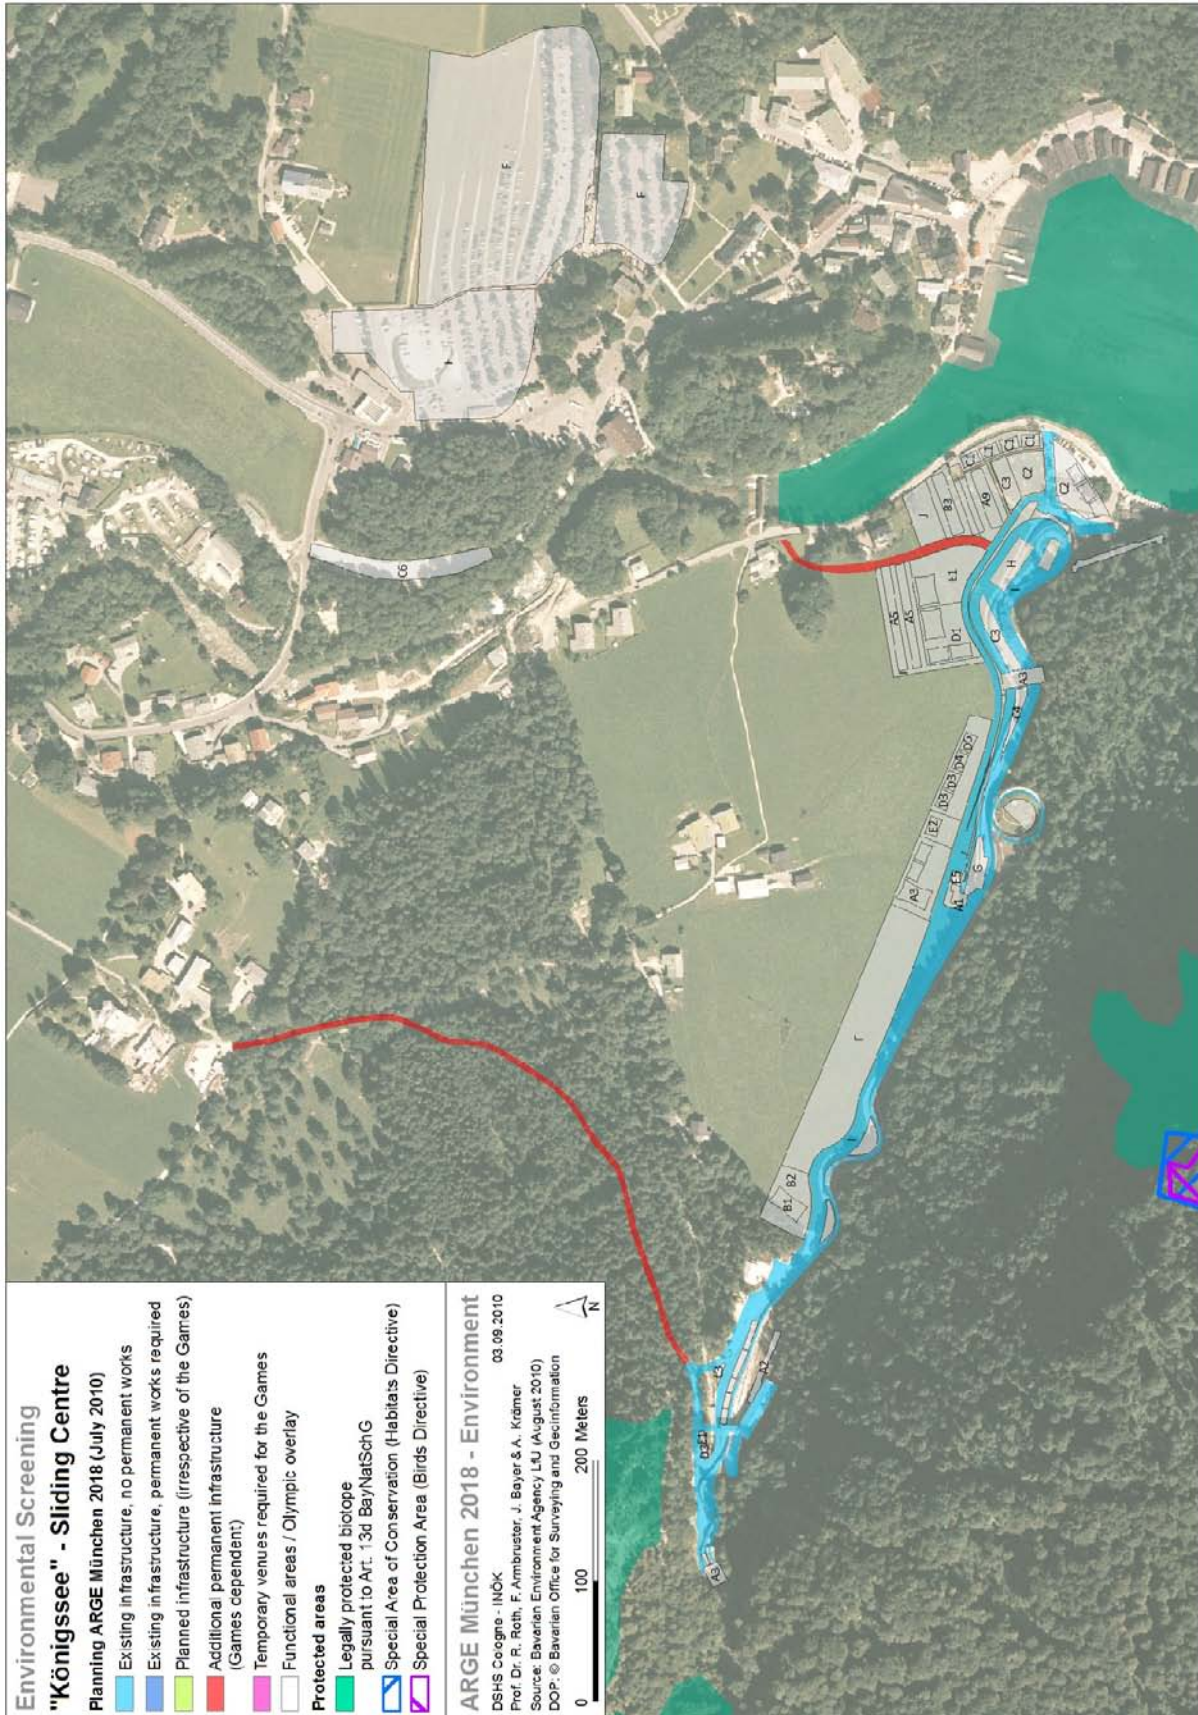 Environmental Screening
"Königssee" - Sliding Centre
Planning ARGE München 2018 (July 2010)
Existing infrastructure, no permanent works
Existing infrastructure, permanent works required
Planned infrastructure (irrespective of the Games)
Additional permanent infrastructure
(Games dependent)
Temporary venues required for the Games
Functional areas / Olympic overlay
Protected areas
Legally protected biotope
pursuant to Art. 13d BayNatSchG
Special Area of Conservation (Habitats Directive)
Special Protection Area (Birds Directive)
ARGE München 2018 - Environment
DSHS Cologne - INÖK 03.09.2010
Prof. Dr. R. Roth, F. Armbruster, J. Bayer & A. Krämer
Source: Bavarian Environment Agency LfU (August 2010)
DOP: © Bavarian Office for Surveying and Geoinformation
0 100 200 Meters
N
A3
A2
B1
B2
A3
E2
D3
D3
D4
D5
A1
G
C4
A3
C3
D1
E1
A5
A5
J
B3
A9
C3
C2
C2
H
C6
F
F